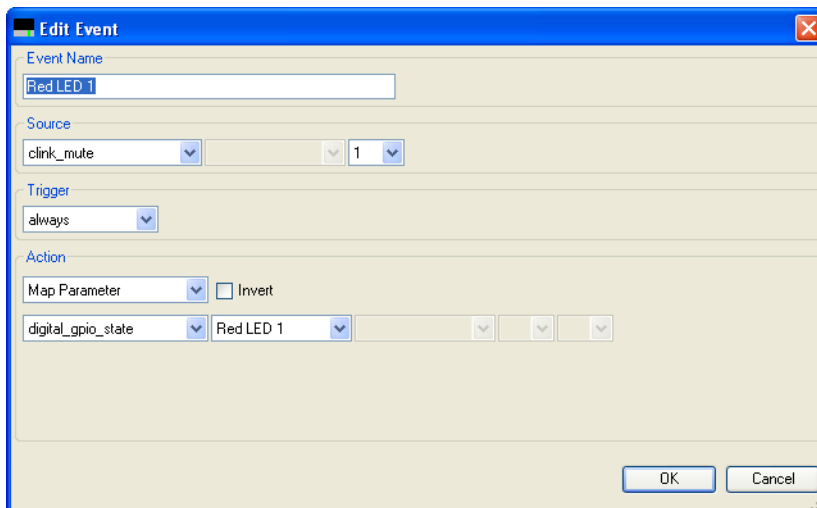 Edit Event
Event Name
Red LED 1
Source
clink_mute 1
Trigger
always
Action
Map Parameter Invert
digital_gpio_state Red LED 1
OK Cancel